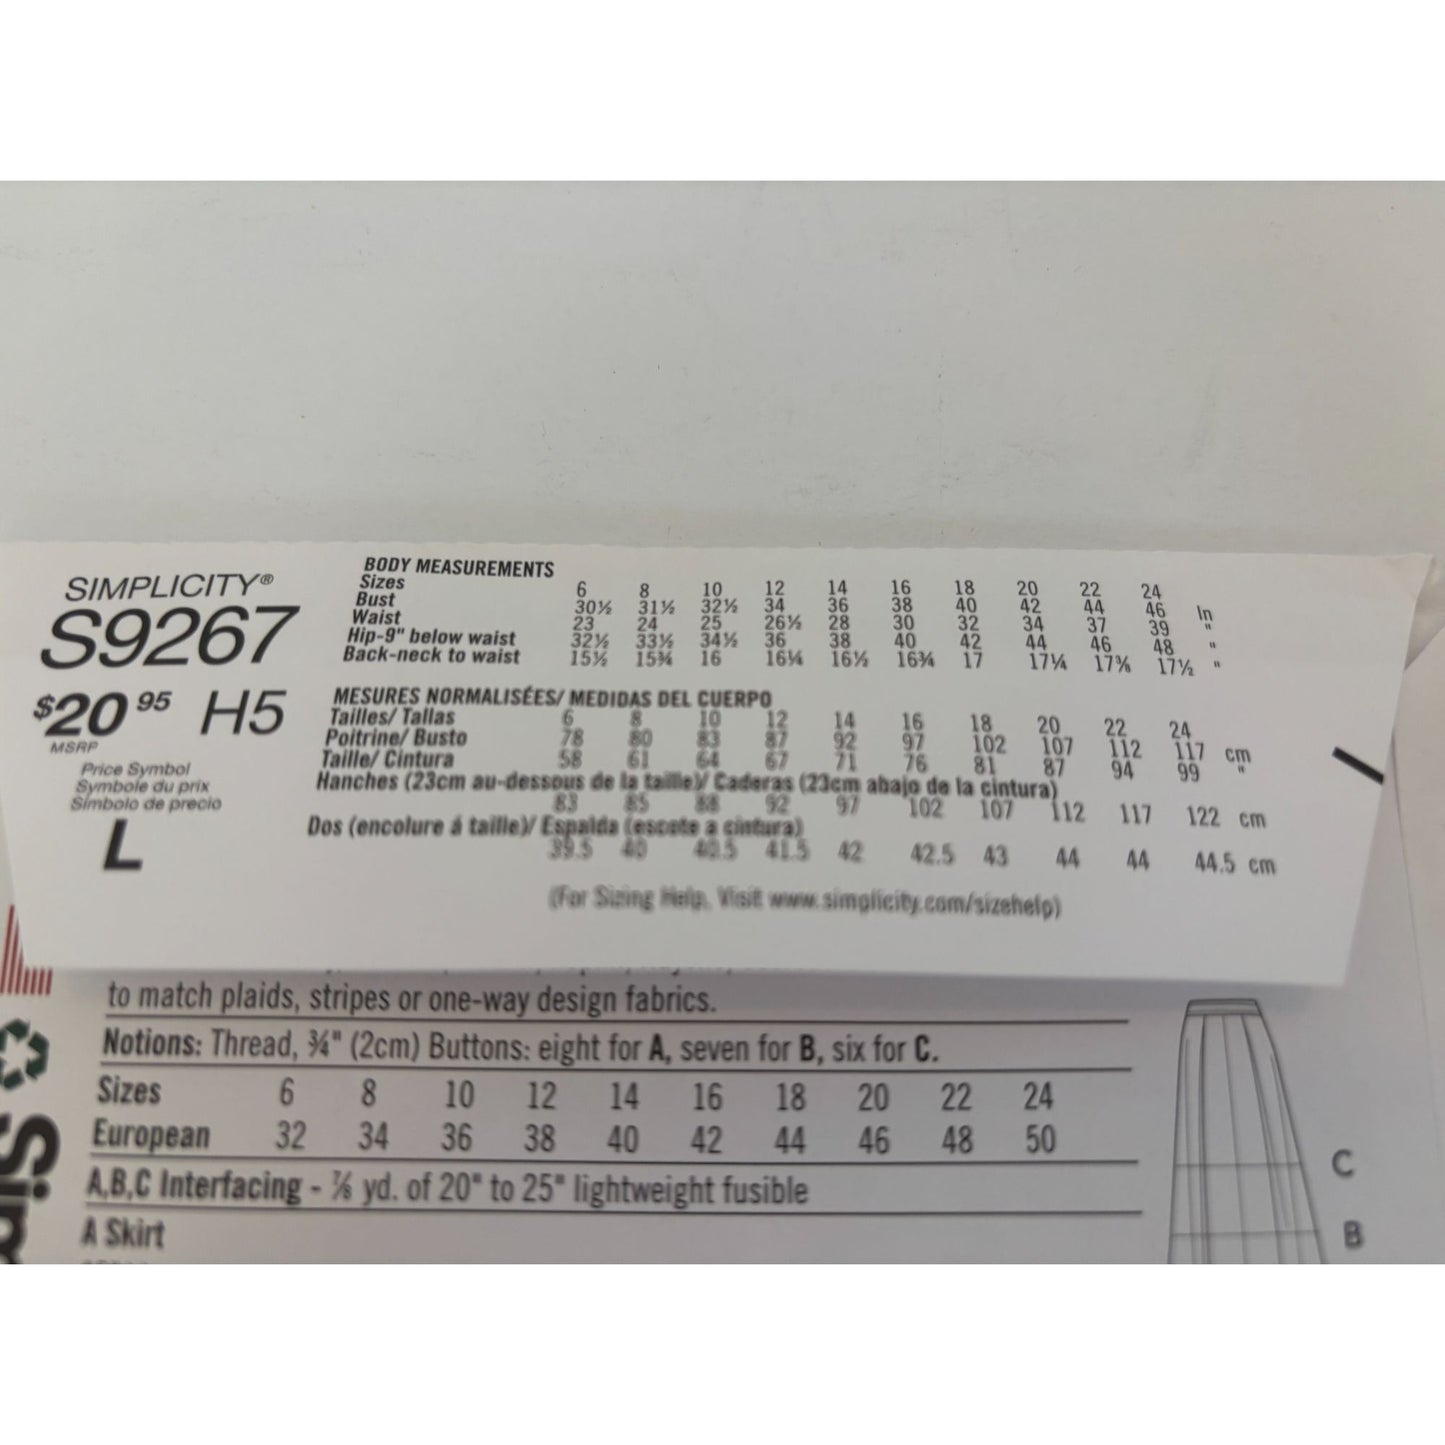 SIMPLICITY®
S9267
$20 95 H5
MSRP
Price Symbol
Symbole du prix
Símbolo de precio
L
BODY MEASUREMENTS
Sizes 6 8 10 12 14 16 18 20 22 24
Bust 30½ 31½ 32½ 34 36 38 40 42 44 46 In
Waist 23 24 25 26½ 28 30 32 34 37 39 "
Hip-9" below waist 32½ 33½ 34½ 36 38 40 42 44 46 48 "
Back-neck to waist 15½ 15¾ 16 16¼ 16½ 16¾ 17 17¼ 17⅜ 17½ "
MESURES NORMALISÉES/ MEDIDAS DEL CUERPO
Tailles/ Tallas 6 8 10 12 14 16 18 20 22 24
Poitrine/ Busto 78 80 83 87 92 97 102 107 112 117 cm
Taille/ Cintura 58 61 64 67 71 76 81 87 94 99 "
Hanches (23cm au-dessous de la taille)/ Caderas (23cm abajo de la cintura)
83 85 88 92 97 102 107 112 117 122 cm
Dos (encolure á taille)/ Espalda (escote a cintura)
39.5 40 40.5 41.5 42 42.5 43 44 44 44.5 cm
(For Sizing Help, Visit www.simplicity.com/sizehelp)
to match plaids, stripes or one-way design fabrics.
Notions: Thread, ¾" (2cm) Buttons: eight for A, seven for B, six for C.
Sizes 6 8 10 12 14 16 18 20 22 24
European 32 34 36 38 40 42 44 46 48 50
A,B,C Interfacing - ⅞ yd. of 20" to 25" lightweight fusible
A Skirt
C
B